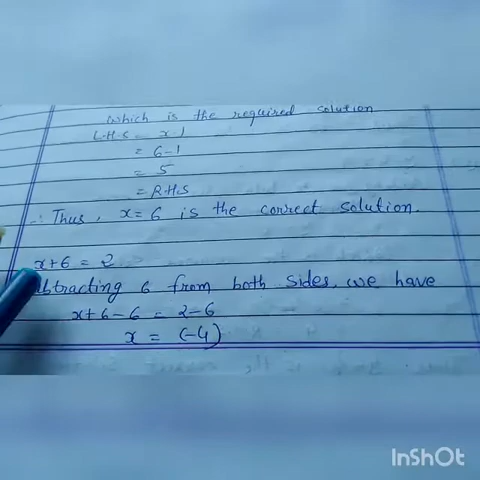 Which is the required solution
L.H.S = x-1
= 6-1
= 5
= R.H.S
∴ Thus, x=6 is the correct solution.
x+6 = 2
btracting 6 from both sides, we have
x+6-6 = 2-6
x = (-4)
InShOt